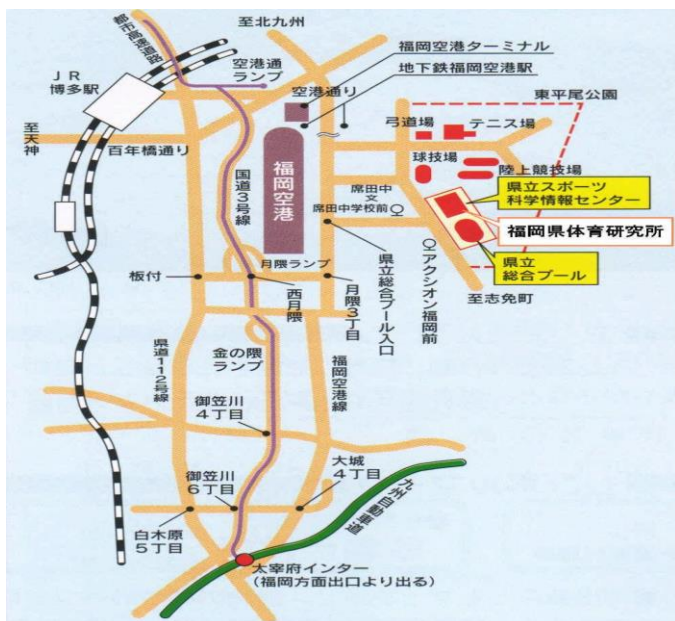 至北九州
都市高速道路
福岡空港ターミナル
地下鉄福岡空港駅
空港通
ランプ
空港通り
JR
博多駅
東平尾公園
弓道場
テニス場
至
天神
百年橋通り
球技場
陸上競技場
県立スポーツ
科学情報センター
福岡県体育研究所
県立
総合プール
席田中
文
席田中学校前
アクシオン福岡前
至志免町
福岡空港
国道3号線
月隈ランプ
板付
西月隈
月隈3丁目
県立総合プール入口
金の隈
ランプ
県道112号線
福岡空港線
御笠川
4丁目
御笠川
6丁目
大城
4丁目
九州自動車道
白木原
5丁目
太宰府インター
(福岡方面出口より出る)